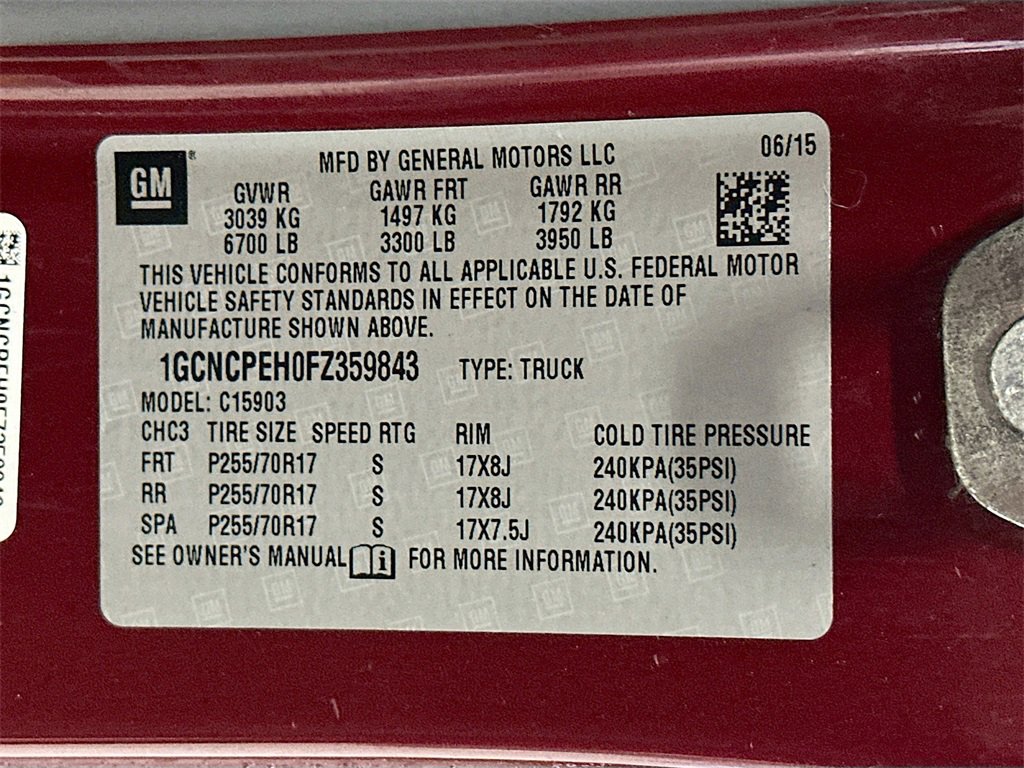 GM
MFD BY GENERAL MOTORS LLC 06/15
GVWR GAWR FRT GAWR RR
3039 KG 1497 KG 1792 KG
6700 LB 3300 LB 3950 LB
THIS VEHICLE CONFORMS TO ALL APPLICABLE U.S. FEDERAL MOTOR
VEHICLE SAFETY STANDARDS IN EFFECT ON THE DATE OF
MANUFACTURE SHOWN ABOVE.
1GCNCPEH0FZ359843 TYPE: TRUCK
MODEL: C15903
CHC3 TIRE SIZE SPEED RTG RIM COLD TIRE PRESSURE
FRT P255/70R17 S 17X8J 240KPA(35PSI)
RR P255/70R17 S 17X8J 240KPA(35PSI)
SPA P255/70R17 S 17X7.5J 240KPA(35PSI)
SEE OWNER'S MANUAL i FOR MORE INFORMATION.